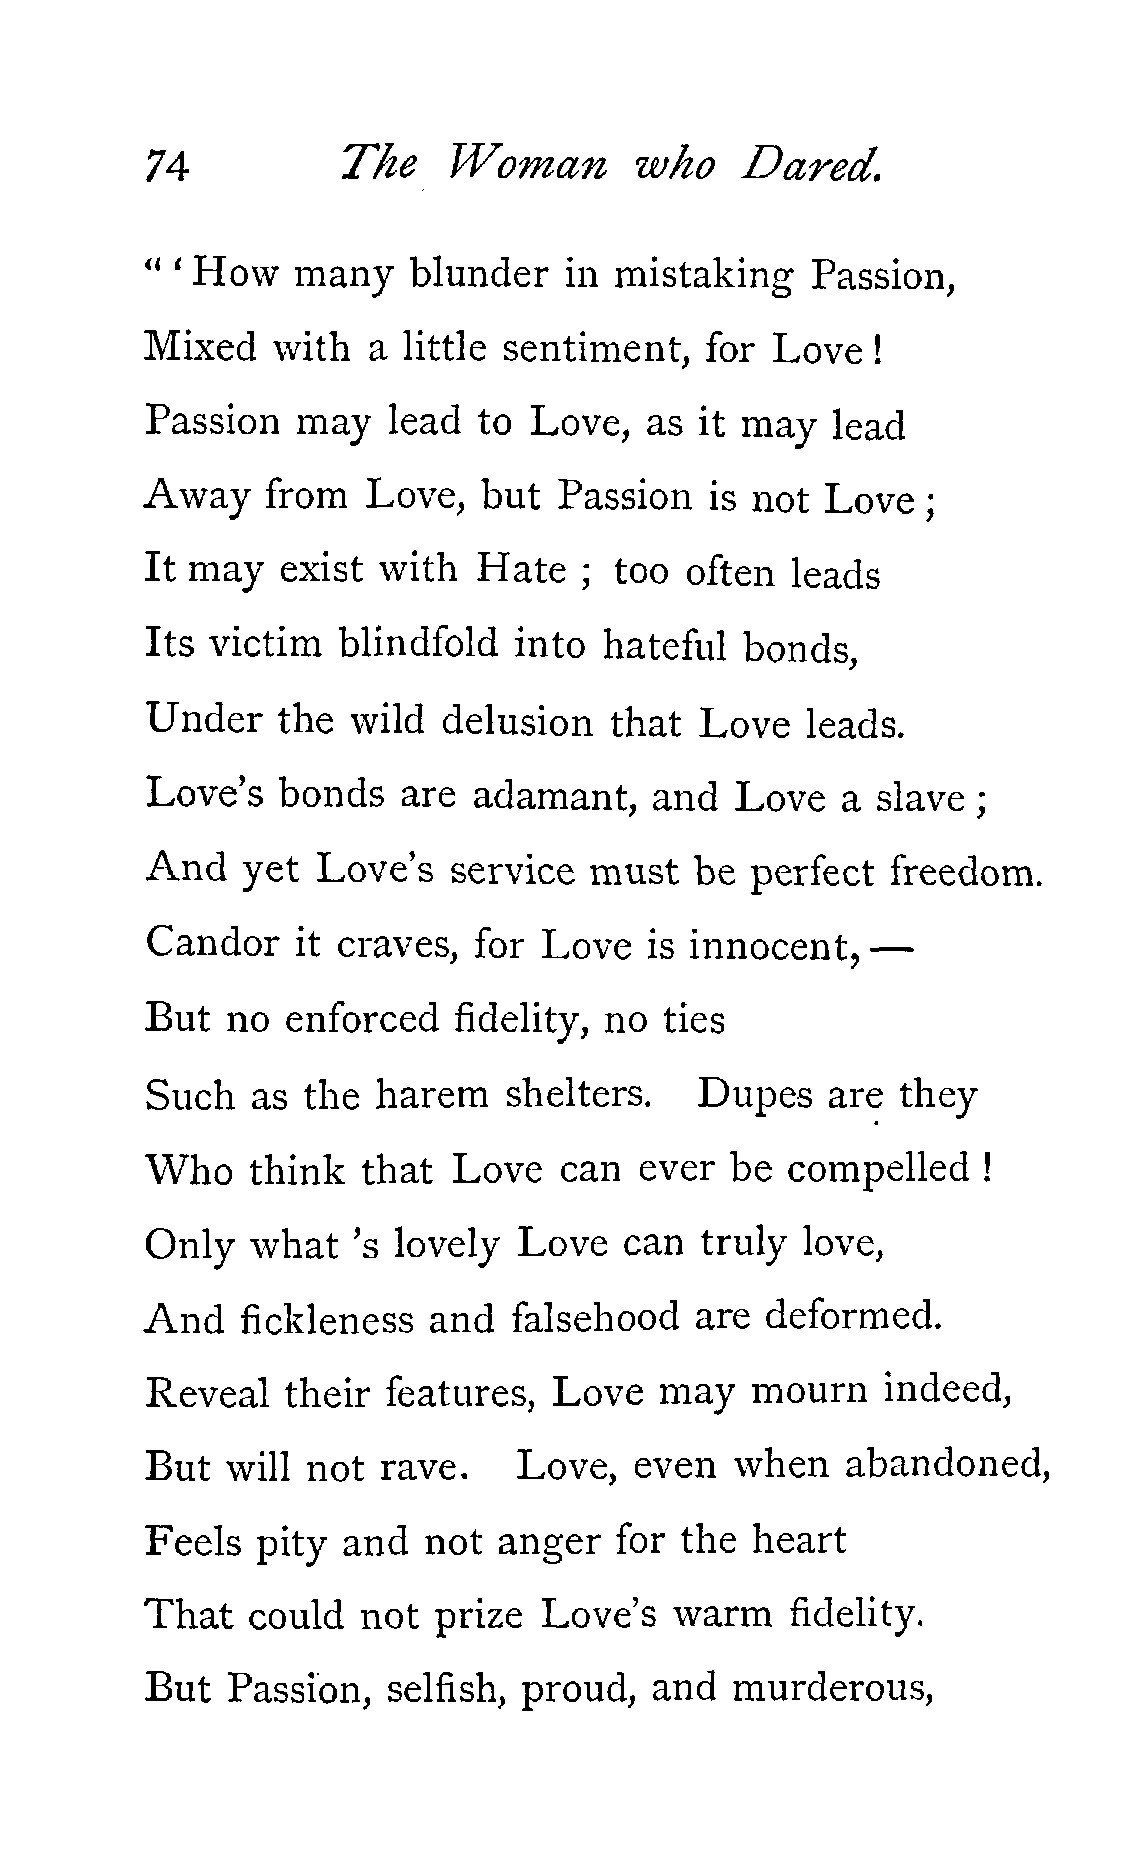 74 The Woman who Dared.
" ' How many blunder in mistaking Passion,
Mixed with a little sentiment, for Love !
Passion may lead to Love, as it may lead
Away from Love, but Passion is not Love ;
It may exist with Hate ; too often leads
Its victim blindfold into hateful bonds,
Under the wild delusion that Love leads.
Love's bonds are adamant, and Love a slave ;
And yet Love's service must be perfect freedom.
Candor it craves, for Love is innocent, —
But no enforced fidelity, no ties
Such as the harem shelters. Dupes are they
Who think that Love can ever be compelled !
Only what 's lovely Love can truly love,
And fickleness and falsehood are deformed.
Reveal their features, Love may mourn indeed,
But will not rave. Love, even when abandoned,
Feels pity and not anger for the heart
That could not prize Love's warm fidelity.
But Passion, selfish, proud, and murderous,